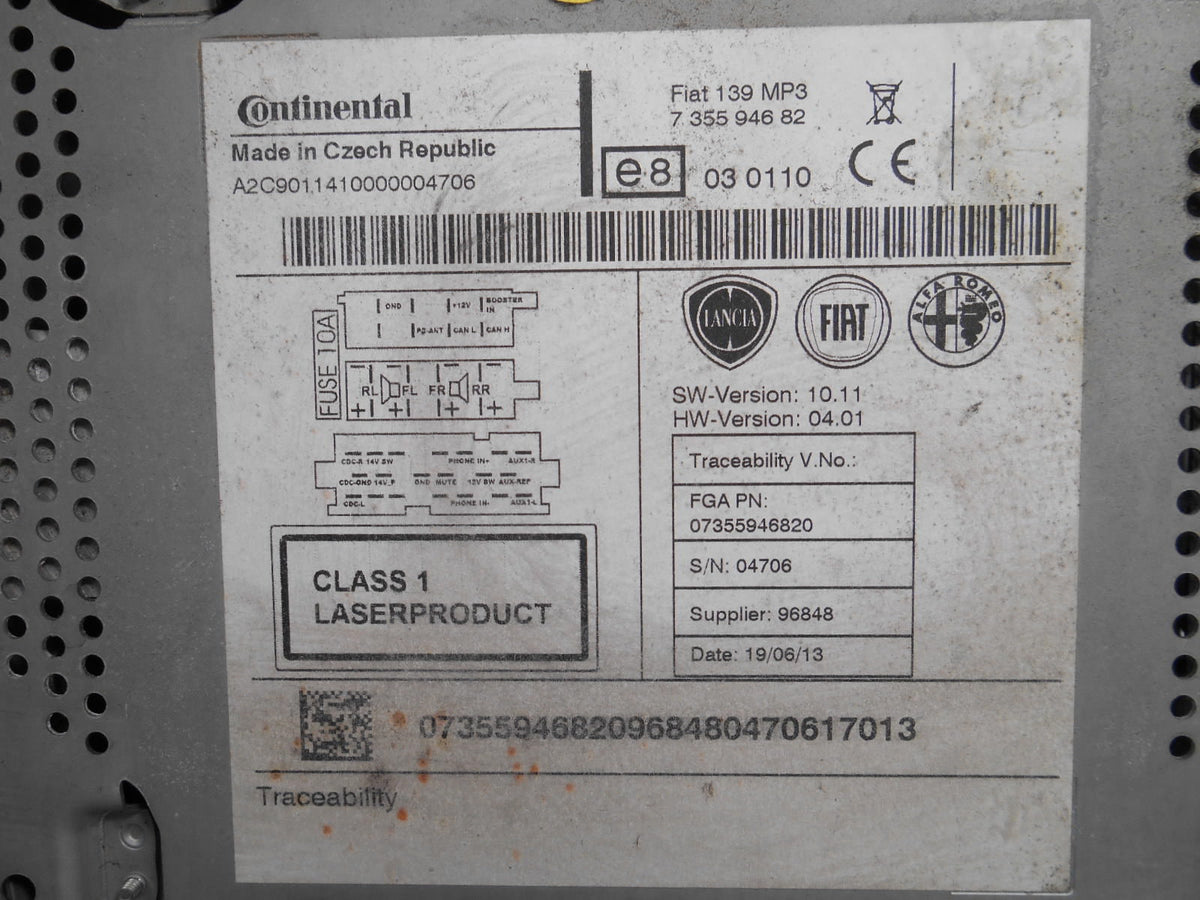 Continental
Made in Czech Republic
A2C9011410000004706
Fiat 139 MP3
7 355 946 82
e8 03 0110 CE
FUSE 10A
GND +12V BOOSTER IN
P2-ANT CAN L CAN H
RL FL FR RR
+ + + +
CDC-R 14V SW PHONE IN+ AUX1-R
CDC-GND 14V_P GND MUTE 12V SW AUX-REF
CDC-L PHONE IN- AUX1-L
CLASS 1
LASERPRODUCT
LANCIA FIAT ALFA ROMEO
SW-Version: 10.11
HW-Version: 04.01
Traceability V.No.:
FGA PN:
07355946820
S/N: 04706
Supplier: 96848
Date: 19/06/13
07355946820968480470617013
Traceability